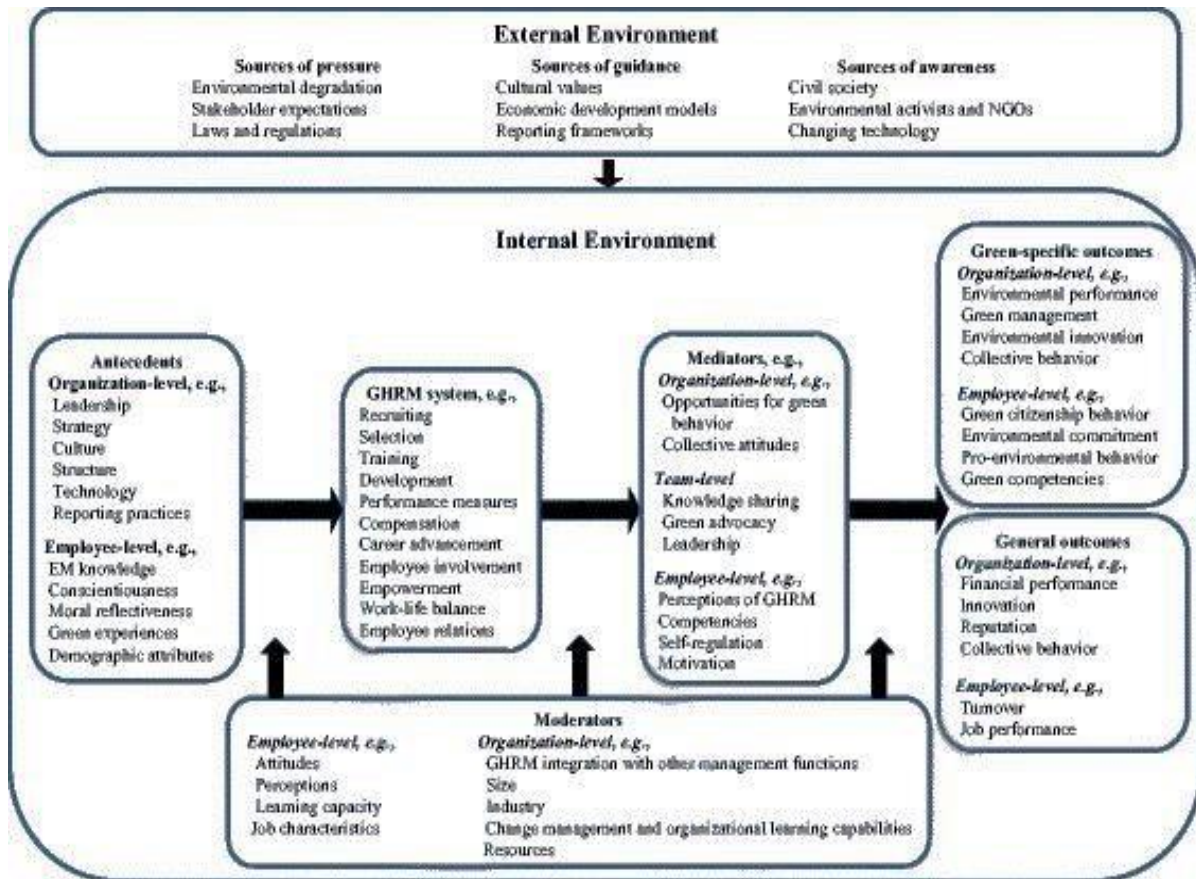 External Environment
Sources of pressure
Environmental degradation
Stakeholder expectations
Laws and regulations
Sources of guidance
Cultural values
Economic development models
Reporting frameworks
Sources of awareness
Civil society
Environmental activists and NGOs
Changing technology
Internal Environment
Antecedents
Organization-level, e.g.,
Leadership
Strategy
Culture
Structure
Technology
Reporting practices
Employee-level, e.g.,
EM knowledge
Conscientiousness
Moral reflectiveness
Green experiences
Demographic attributes
GHRM system, e.g.,
Recruiting
Selection
Training
Development
Performance measures
Compensation
Career advancement
Employee involvement
Empowerment
Work-life balance
Employee relations
Mediators, e.g.,
Organization-level, e.g.,
Opportunities for green
behavior
Collective attitudes
Team-level
Knowledge sharing
Green advocacy
Leadership
Employee-level, e.g.,
Perceptions of GHRM
Competencies
Self-regulation
Motivation
Green-specific outcomes
Organization-level, e.g.,
Environmental performance
Green management
Environmental innovation
Collective behavior
Employee-level, e.g.,
Green citizenship behavior
Environmental commitment
Pro-environmental behavior
Green competencies
General outcomes
Organization-level, e.g.,
Financial performance
Innovation
Reputation
Collective behavior
Employee-level, e.g.,
Turnover
Job performance
Moderators
Employee-level, e.g.,
Attitudes
Perceptions
Learning capacity
Job characteristics
Organization-level, e.g.,
GHRM integration with other management functions
Size
Industry
Change management and organizational learning capabilities
Resources